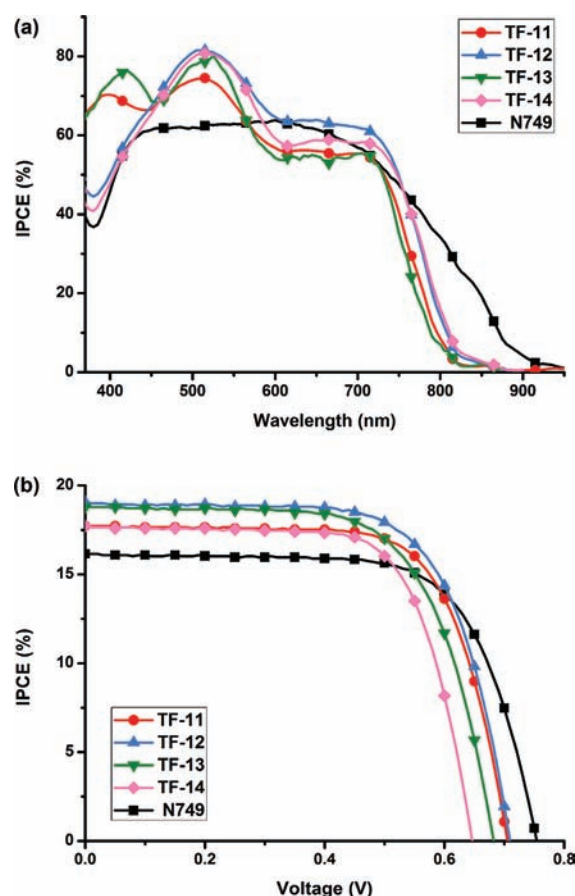 (a)
TF-11
TF-12
TF-13
TF-14
N749
80
60
40
20
0
IPCE (%)
400 500 600 700 800 900
Wavelength (nm)
(b)
20
15
10
5
0
IPCE (%)
TF-11
TF-12
TF-13
TF-14
N749
0.0 0.2 0.4 0.6 0.8
Voltage (V)